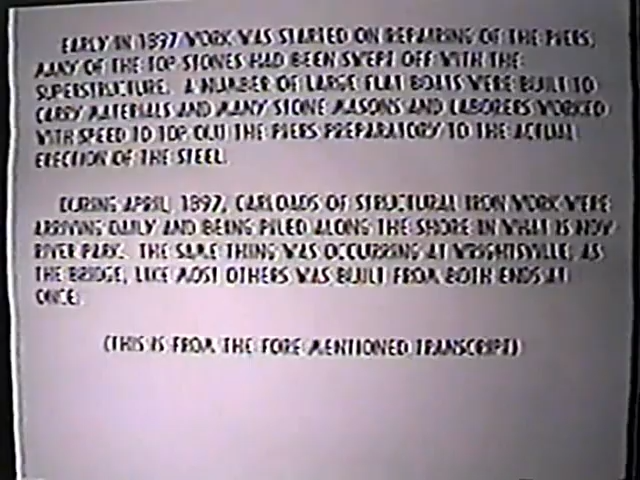 EARLY IN 1897 WORK WAS STARTED ON REPAIRING OF THE PIERS,
MANY OF THE TOP STONES HAD BEEN SWEPT OFF WITH THE
SUPERSTRUCTURE. A NUMBER OF LARGE FLAT BOATS WERE BUILT TO
CARRY MATERIALS AND MANY STONE MASONS AND LABORERS WORKED
WITH SPEED TO TOP OUT THE PIERS PREPARATORY TO THE ACTUAL
ERECTION OF THE STEEL.
DURING APRIL, 1897, CARLOADS OF STRUCTURAL IRON WORK WERE
ARRIVING DAILY AND BEING PILED ALONG THE SHORE IN WHAT IS NOW
RIVER PARK. THE SAME THING WAS OCCURRING AT WRIGHTSVILLE, AS
THE BRIDGE, LIKE MOST OTHERS WAS BUILT FROM BOTH ENDS AT
ONCE.
(THIS IS FROM THE FORE MENTIONED TRANSCRIPT)